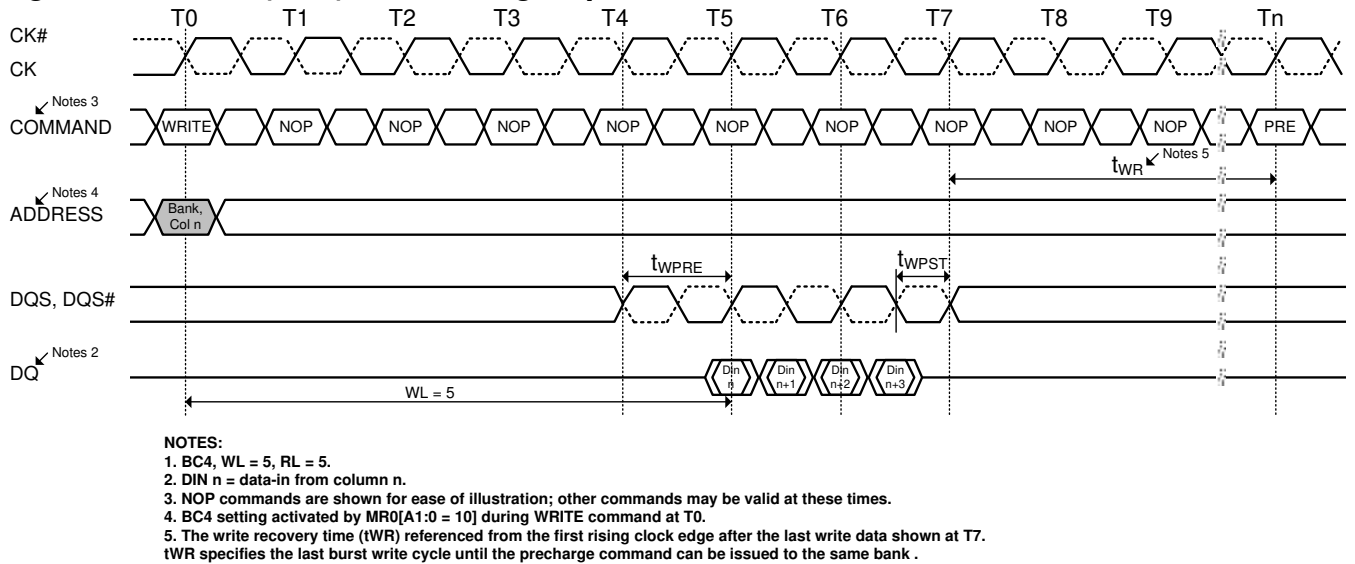 T0 T1 T2 T3 T4 T5 T6 T7 T8 T9 Tn
CK#
CK
Notes 3
COMMAND WRITE NOP NOP NOP NOP NOP NOP NOP NOP NOP PRE
tWR Notes 5
Notes 4
ADDRESS Bank,
Col n
tWPRE tWPST
DQS, DQS#
Notes 2
DQ Din Din Din Din
n n+1 n+2 n+3
WL = 5
NOTES:
1. BC4, WL = 5, RL = 5.
2. DIN n = data-in from column n.
3. NOP commands are shown for ease of illustration; other commands may be valid at these times.
4. BC4 setting activated by MR0[A1:0 = 10] during WRITE command at T0.
5. The write recovery time (tWR) referenced from the first rising clock edge after the last write data shown at T7.
tWR specifies the last burst write cycle until the precharge command can be issued to the same bank .